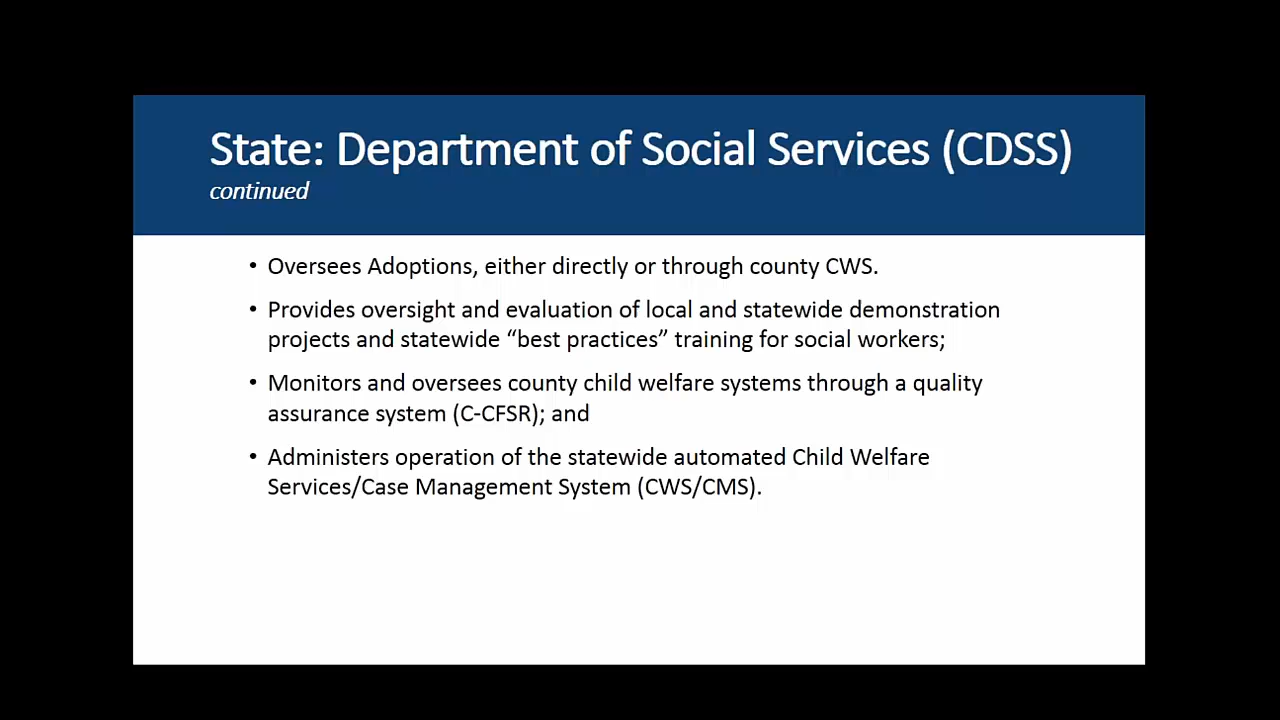 State: Department of Social Services (CDSS)
continued
• Oversees Adoptions, either directly or through county CWS.
• Provides oversight and evaluation of local and statewide demonstration
projects and statewide “best practices” training for social workers;
• Monitors and oversees county child welfare systems through a quality
assurance system (C-CFSR); and
• Administers operation of the statewide automated Child Welfare
Services/Case Management System (CWS/CMS).